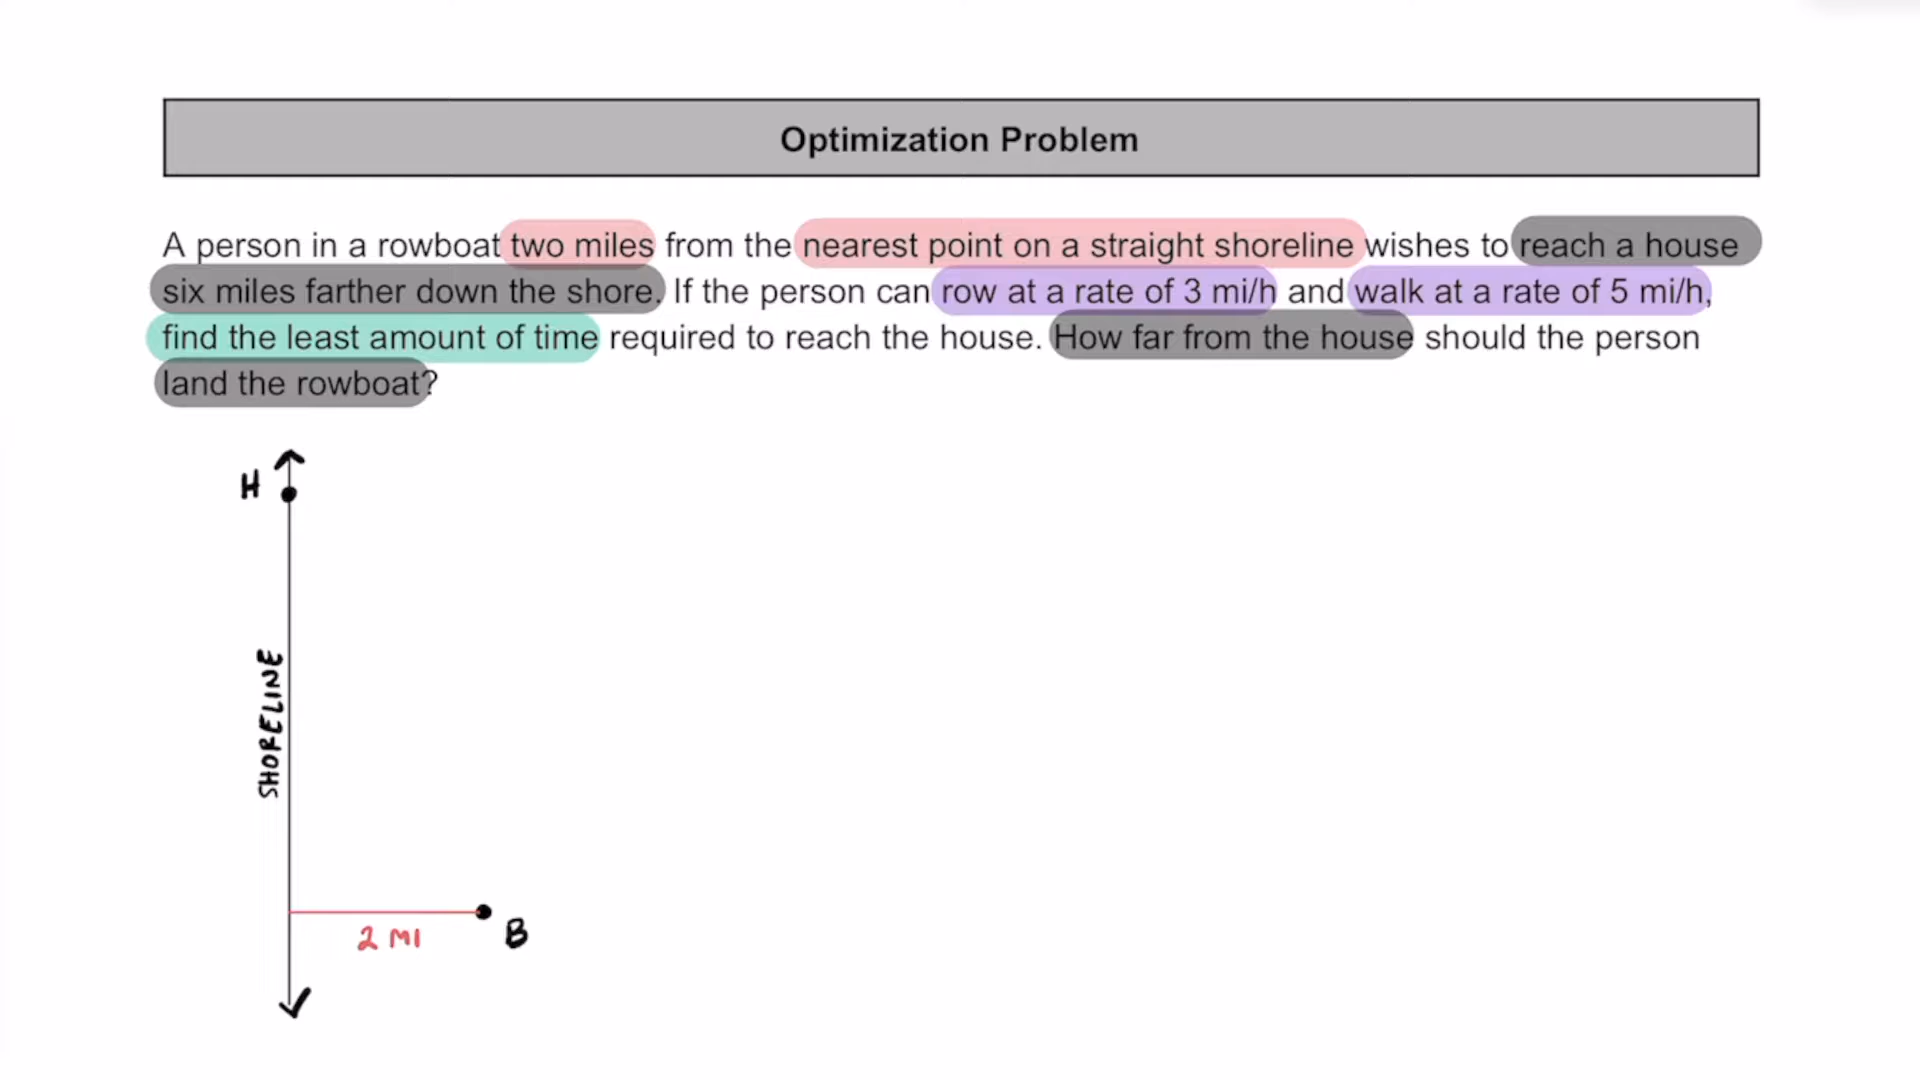 Optimization Problem
A person in a rowboat two miles from the nearest point on a straight shoreline wishes to reach a house
six miles farther down the shore. If the person can row at a rate of 3 mi/h and walk at a rate of 5 mi/h,
find the least amount of time required to reach the house. How far from the house should the person
land the rowboat?
H
SHORELINE
2 MI
B